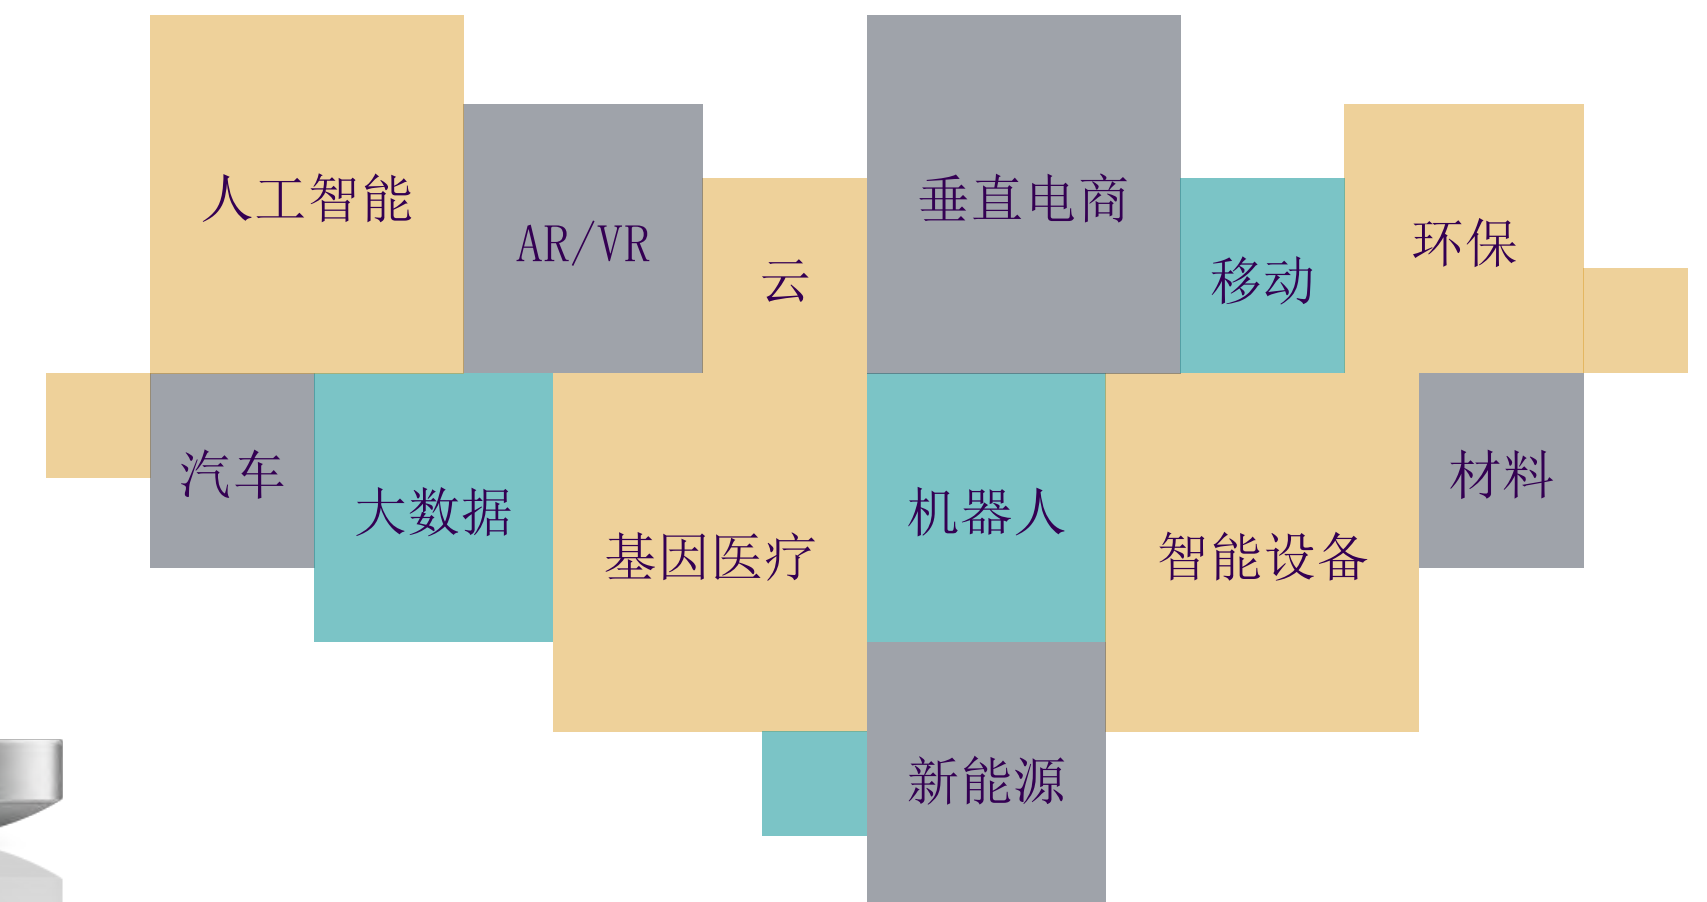 人工智能
AR/VR
云
垂直电商
移动
环保
汽车
大数据
基因医疗
机器人
智能设备
材料
新能源